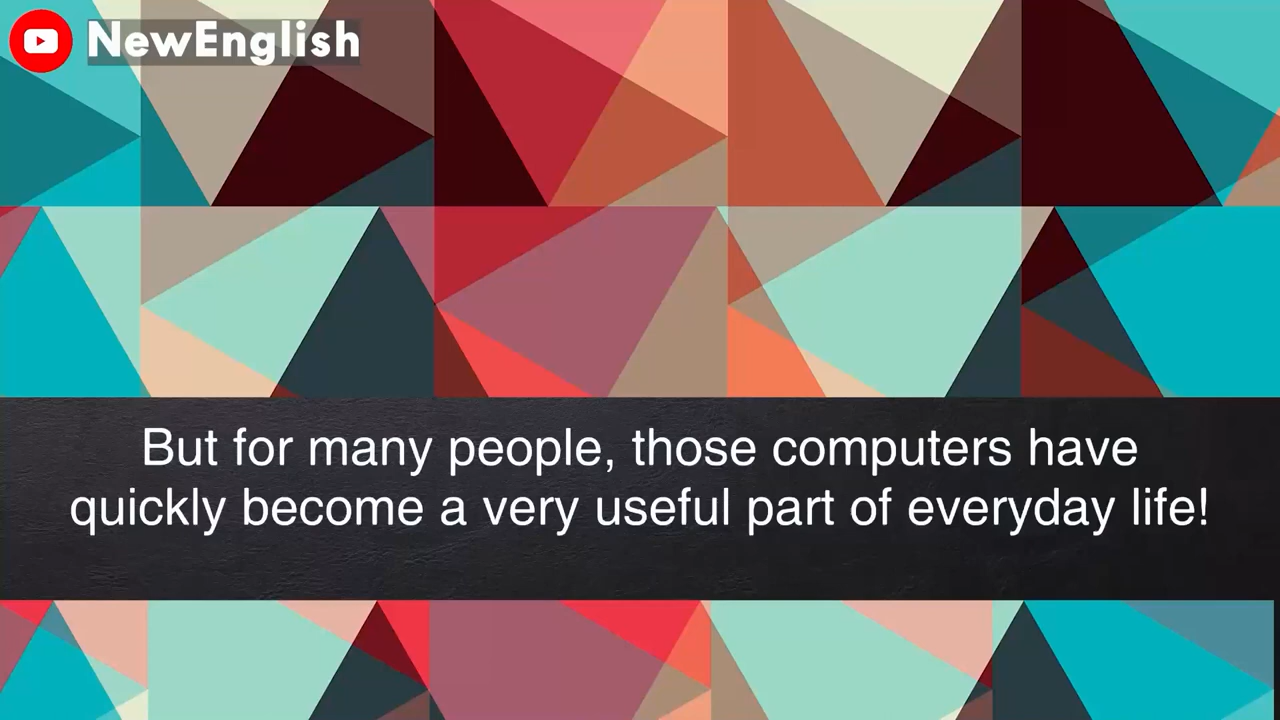 NewEnglish
But for many people, those computers have
quickly become a very useful part of everyday life!